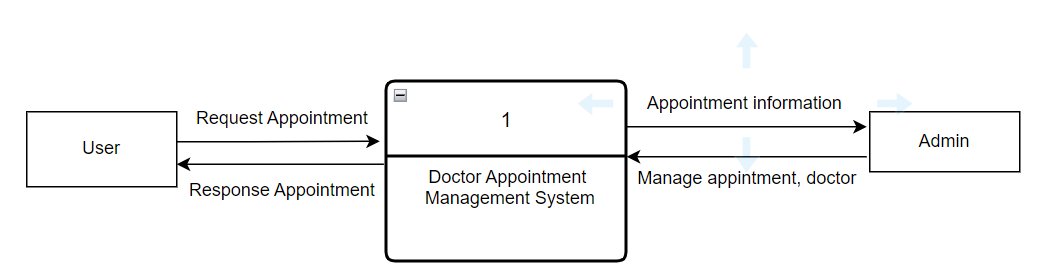 Request Appointment
Appointment information
User
1
Admin
Response Appointment
Doctor Appointment
Management System
Manage appintment, doctor